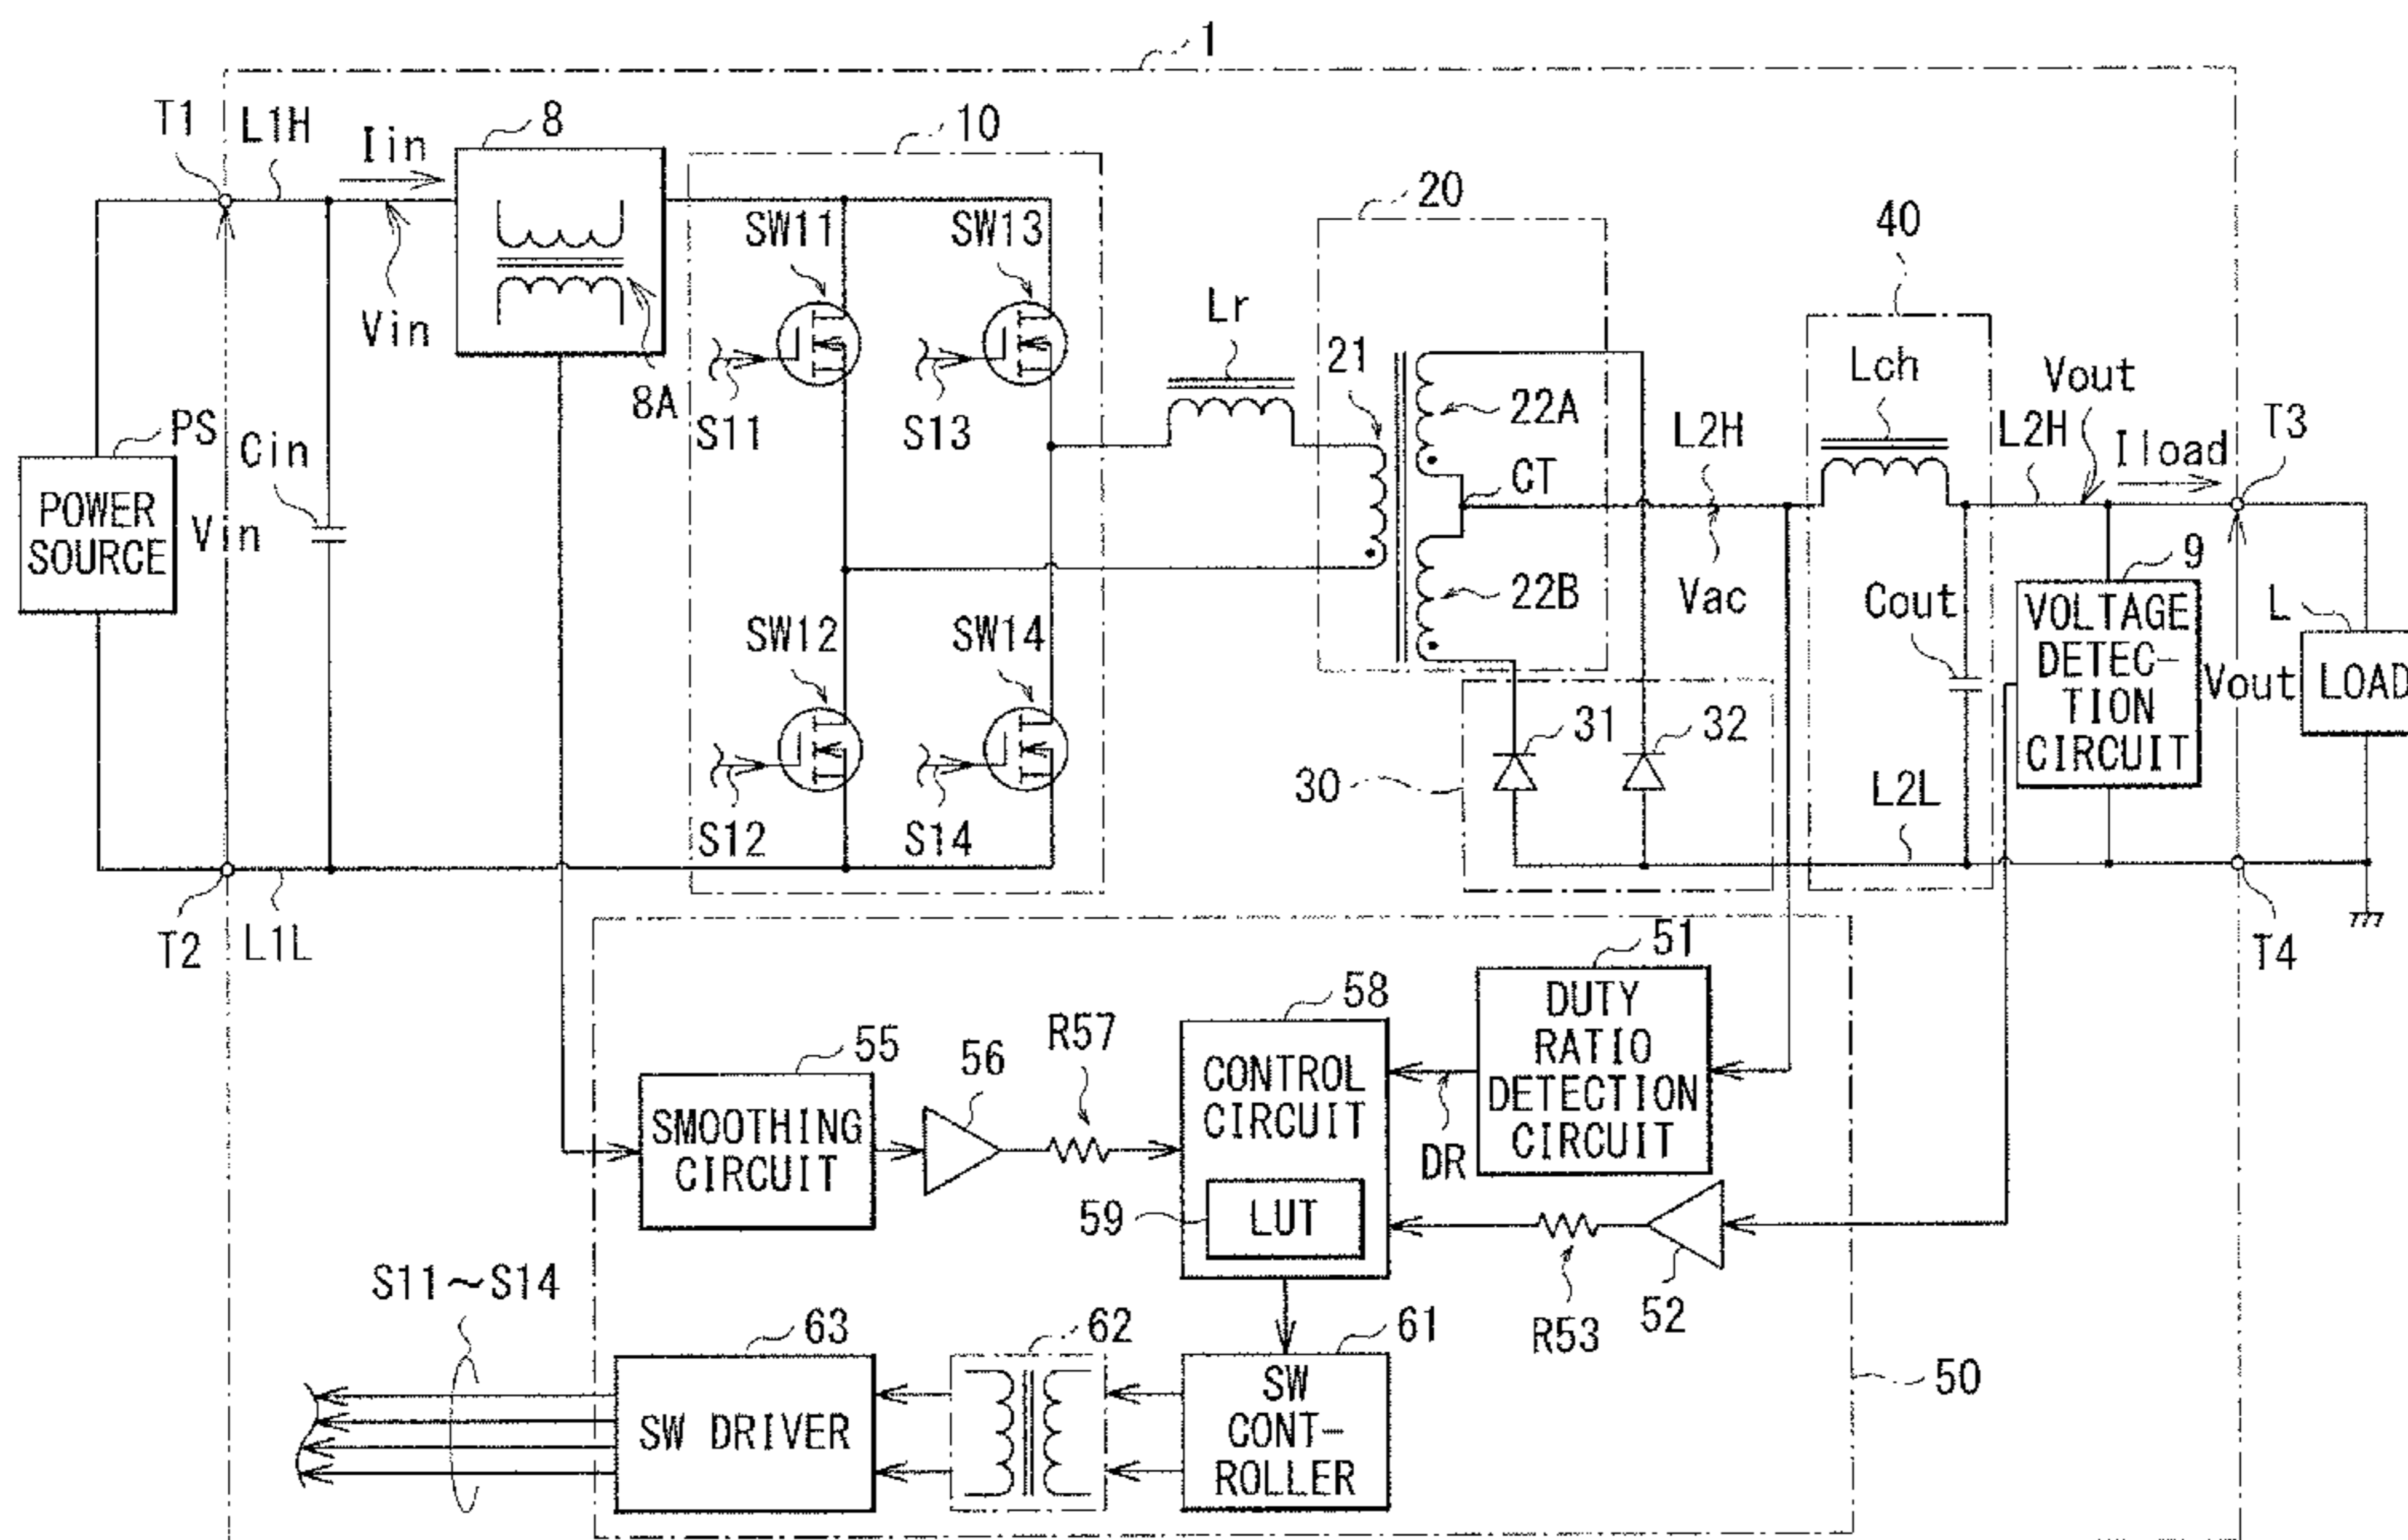 1
T1
L1H
Iin
8
10
Vin
8A
SW11
SW13
S11
S13
20
40
Lr
21
22A
CT
22B
L2H
Vac
Lch
Vout
L2H
Iload
T3
PS
POWER
SOURCE
Vin
Cin
SW12
SW14
S12
S14
30
31
32
Cout
L2L
9
VOLTAGE
DETEC-
TION
CIRCUIT
Vout
L
LOAD
T2
L1L
T4
51
DUTY
RATIO
DETECTION
CIRCUIT
DR
58
CONTROL
CIRCUIT
59
LUT
55
SMOOTHING
CIRCUIT
56
R57
R53
52
S11～S14
63
SW DRIVER
62
61
SW
CONT-
ROLLER
50